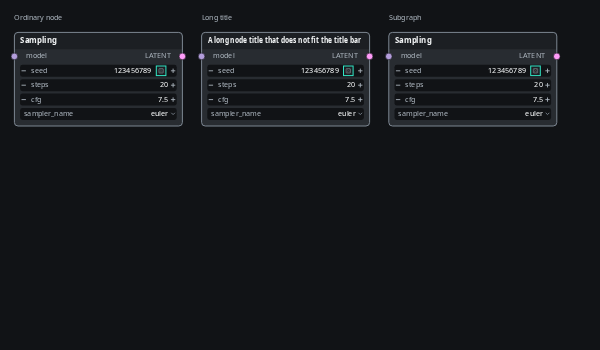 Ordinary node
Sampling
model LATENT
seed 123456789
steps 20
cfg 7.5
sampler_name euler
Long title
A long node title that does not fit the title bar
model LATENT
seed 123456789
steps 20
cfg 7.5
sampler_name euler
Subgraph
Sampling
model LATENT
seed 123456789
steps 20
cfg 7.5
sampler_name euler